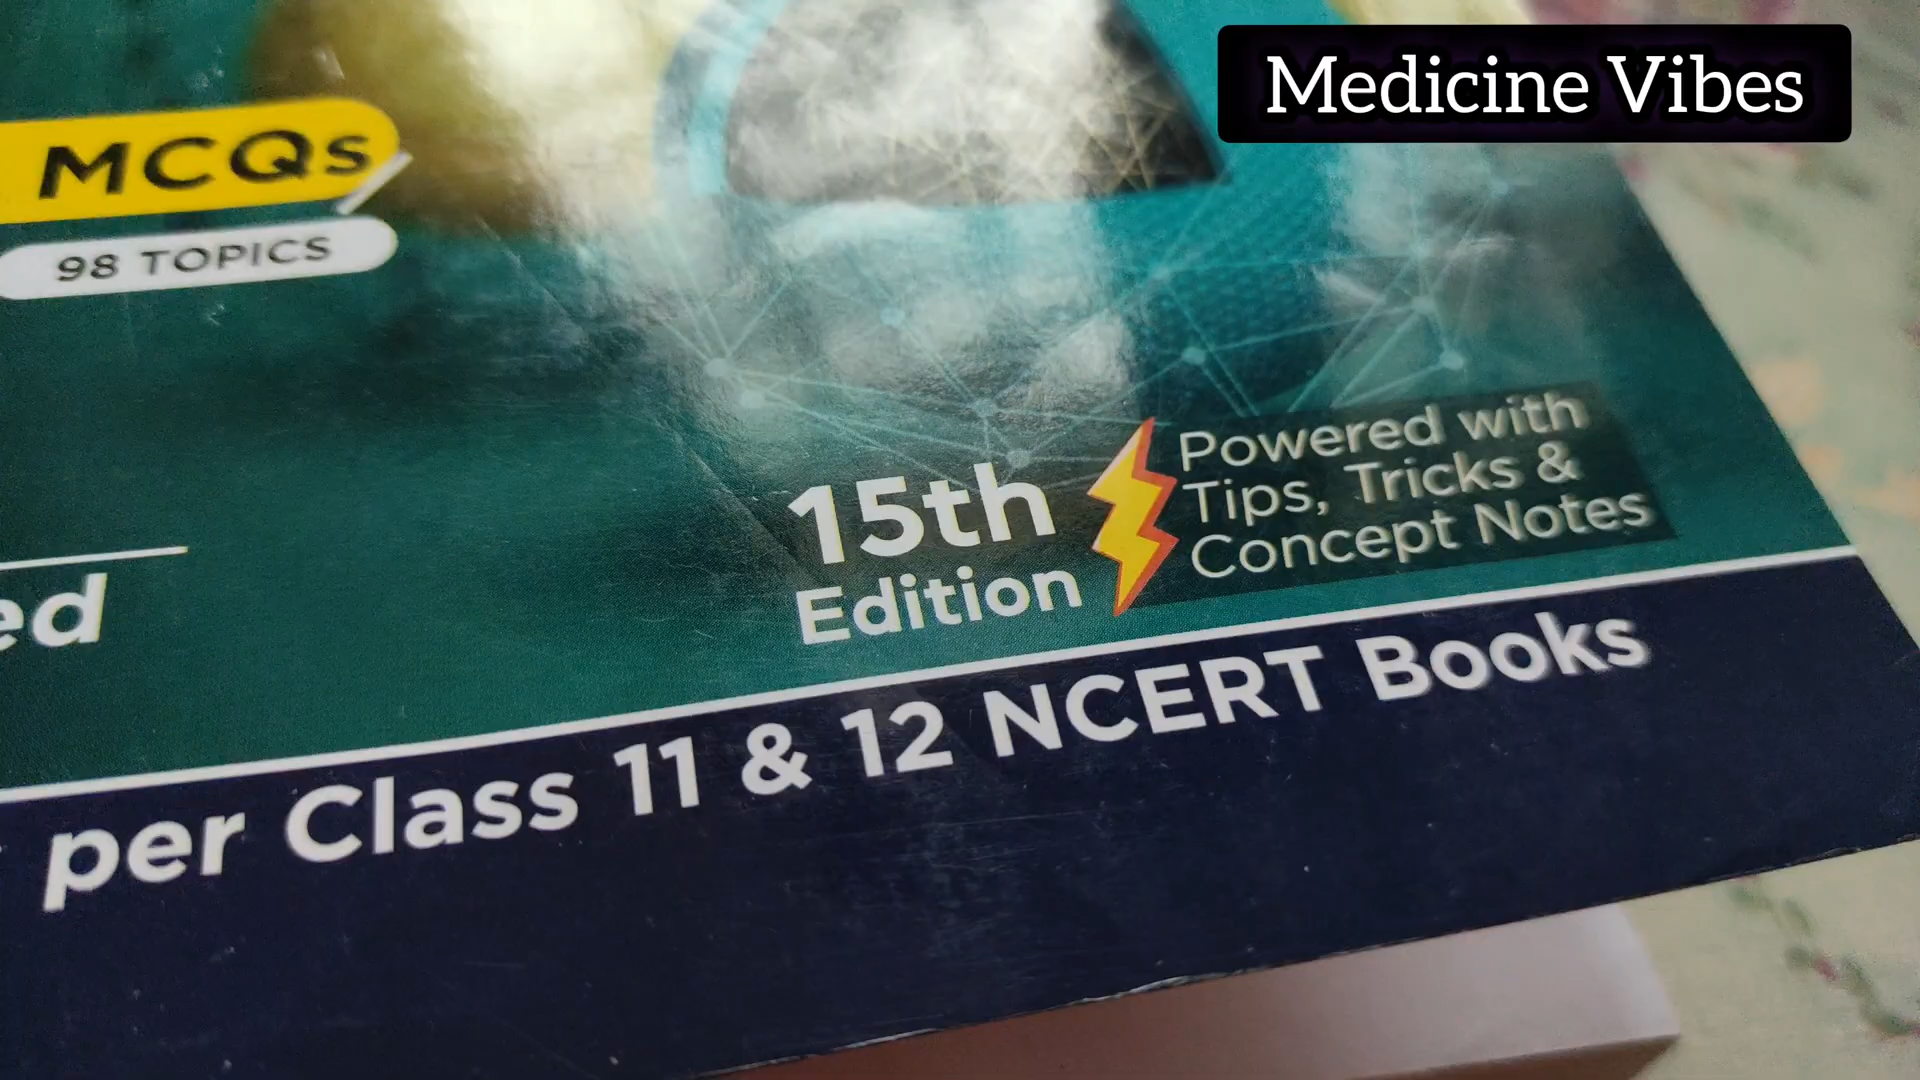 Medicine Vibes
MCQs
98 TOPICS
15th
Edition
Powered with
Tips, Tricks &
Concept Notes
per Class 11 & 12 NCERT Books